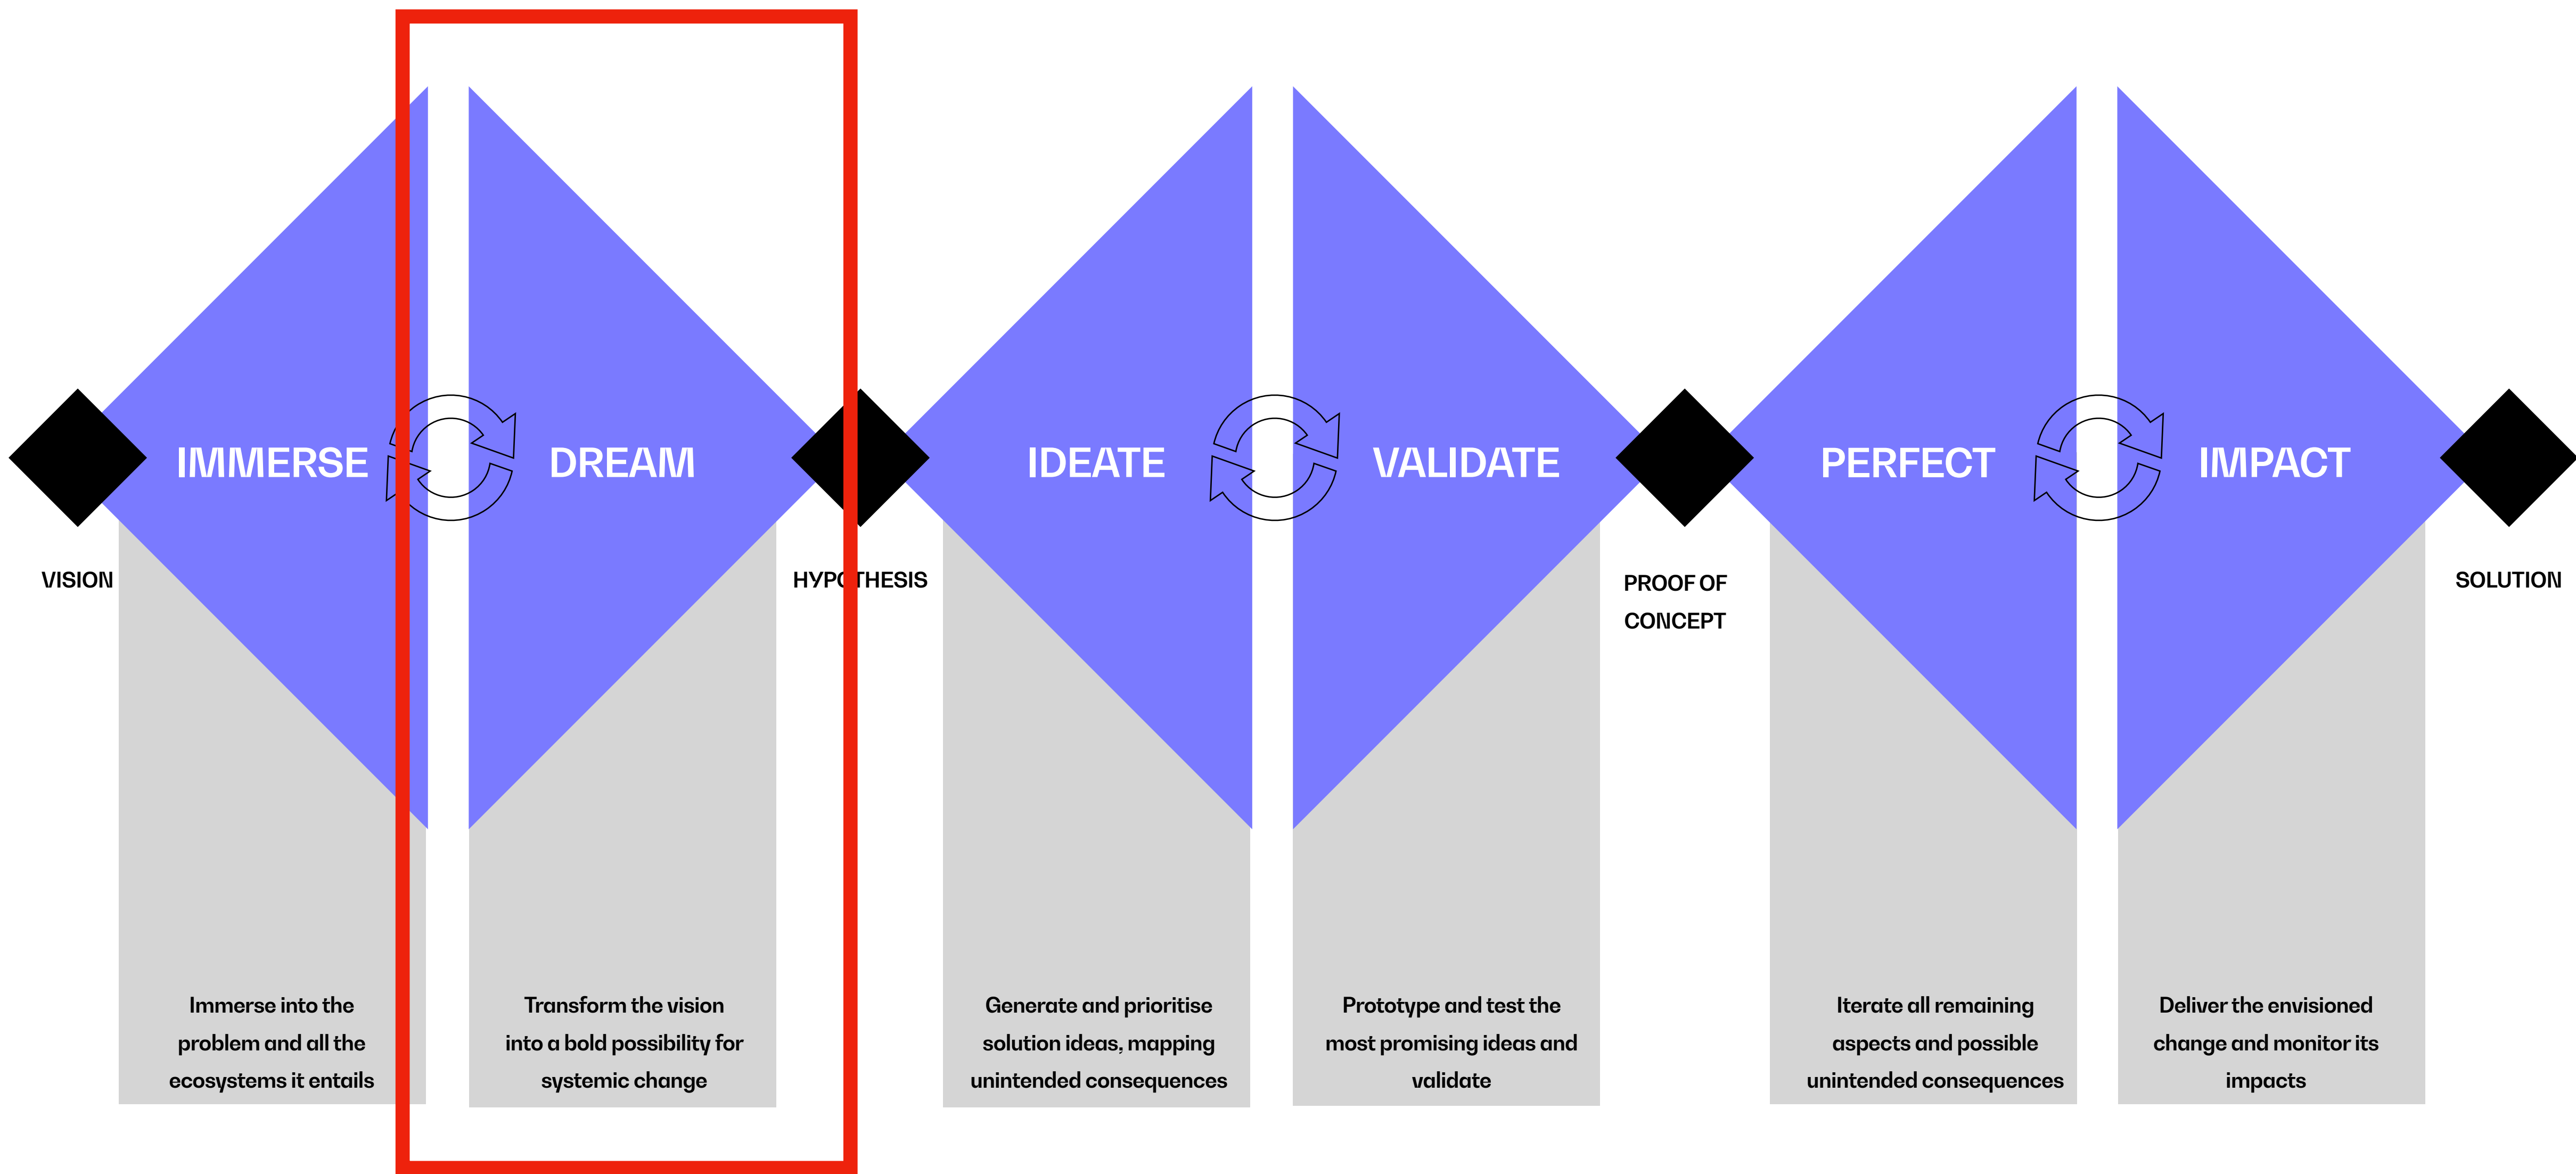 IMMERSE
DREAM
IDEATE
VALIDATE
PERFECT
IMPACT
VISION
HYPOTHESIS
PROOF OF
CONCEPT
SOLUTION
Immerse into the
problem and all the
ecosystems it entails
Transform the vision
into a bold possibility for
systemic change
Generate and prioritise
solution ideas, mapping
unintended consequences
Prototype and test the
most promising ideas and
validate
Iterate all remaining
aspects and possible
unintended consequences
Deliver the envisioned
change and monitor its
impacts